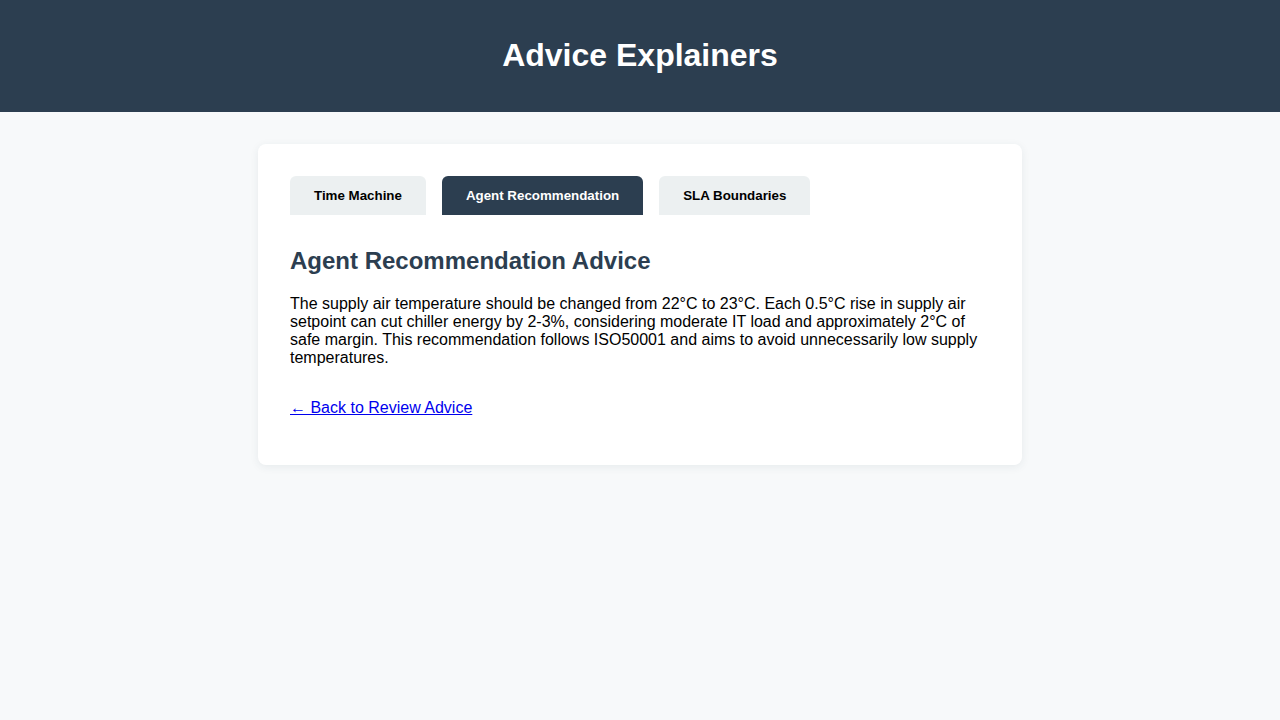 Advice Explainers
Time Machine
Agent Recommendation
SLA Boundaries
Agent Recommendation Advice
The supply air temperature should be changed from 22°C to 23°C. Each 0.5°C rise in supply air
setpoint can cut chiller energy by 2-3%, considering moderate IT load and approximately 2°C of
safe margin. This recommendation follows ISO50001 and aims to avoid unnecessarily low supply
temperatures.
← Back to Review Advice